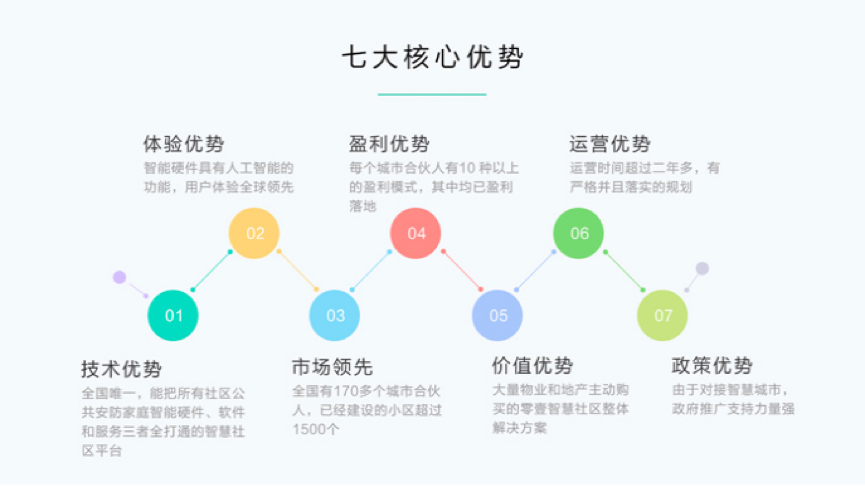 七大核心优势
体验优势
智能硬件具有人工智能的
功能，用户体验全球领先
盈利优势
每个城市合伙人有10 种以上
的盈利模式，其中均已盈利
落地
运营优势
运营时间超过二年多，有
严格并且落实的规划
02
04
06
01
03
05
07
技术优势
全国唯一，能把所有社区公
共安防家庭智能硬件、软件
和服务三者全打通的智慧社
区平台
市场领先
全国有170多个城市合伙
人，已经建设的小区超过
1500个
价值优势
大量物业和地产主动购
买的零壹智慧社区整体
解决方案
政策优势
由于对接智慧城市，
政府推广支持力量强